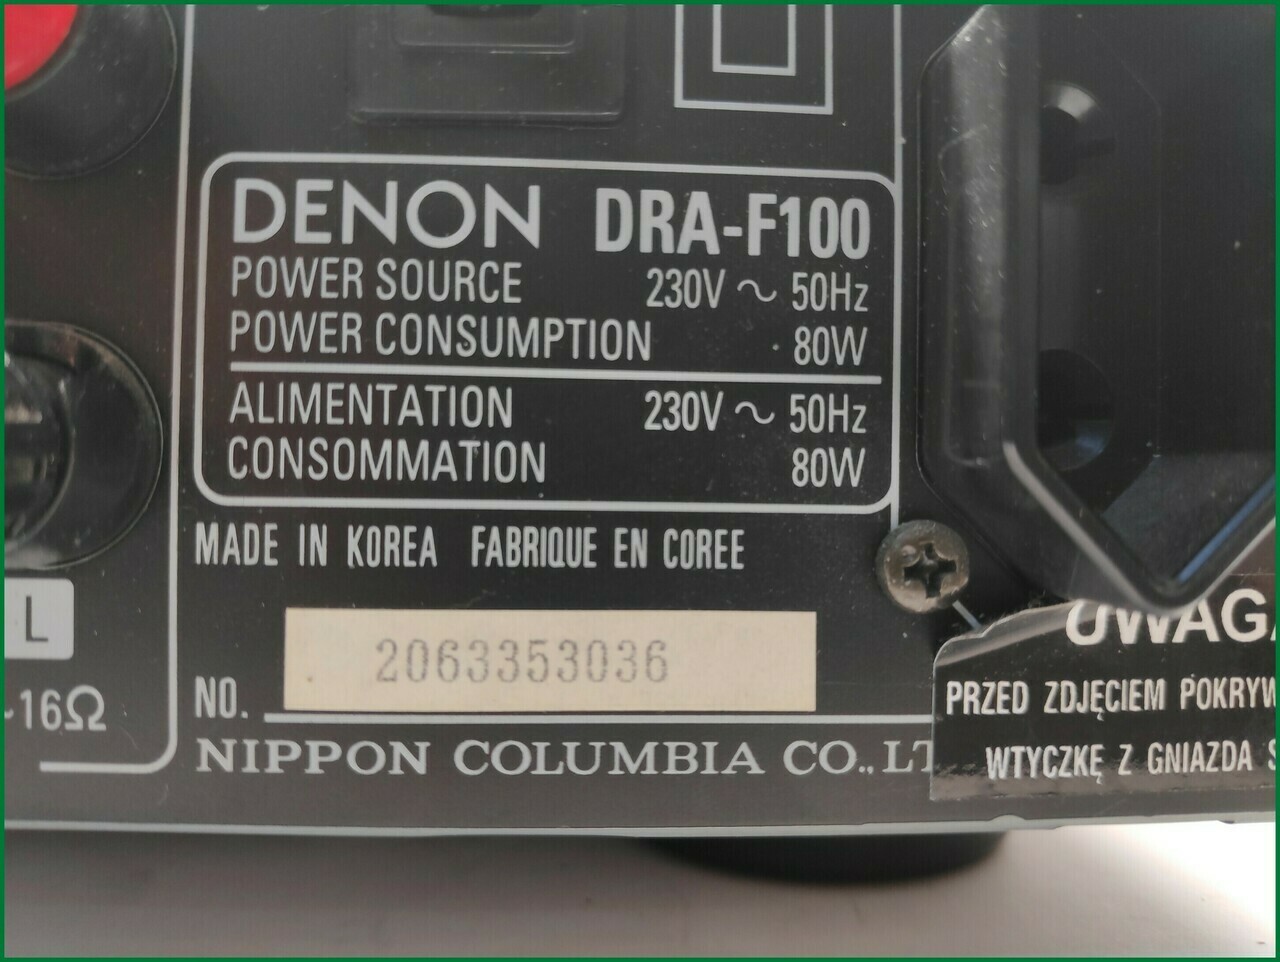 DENON DRA-F100
POWER SOURCE 230V ~ 50Hz
POWER CONSUMPTION 80W
ALIMENTATION 230V ~ 50Hz
CONSOMMATION 80W
MADE IN KOREA FABRIQUE EN COREE
L
2063353036
NO.
~16Ω
NIPPON COLUMBIA CO., LT
UWAGA
PRZED ZDJĘCIEM POKRYW
WTYCZKĘ Z GNIAZDA S